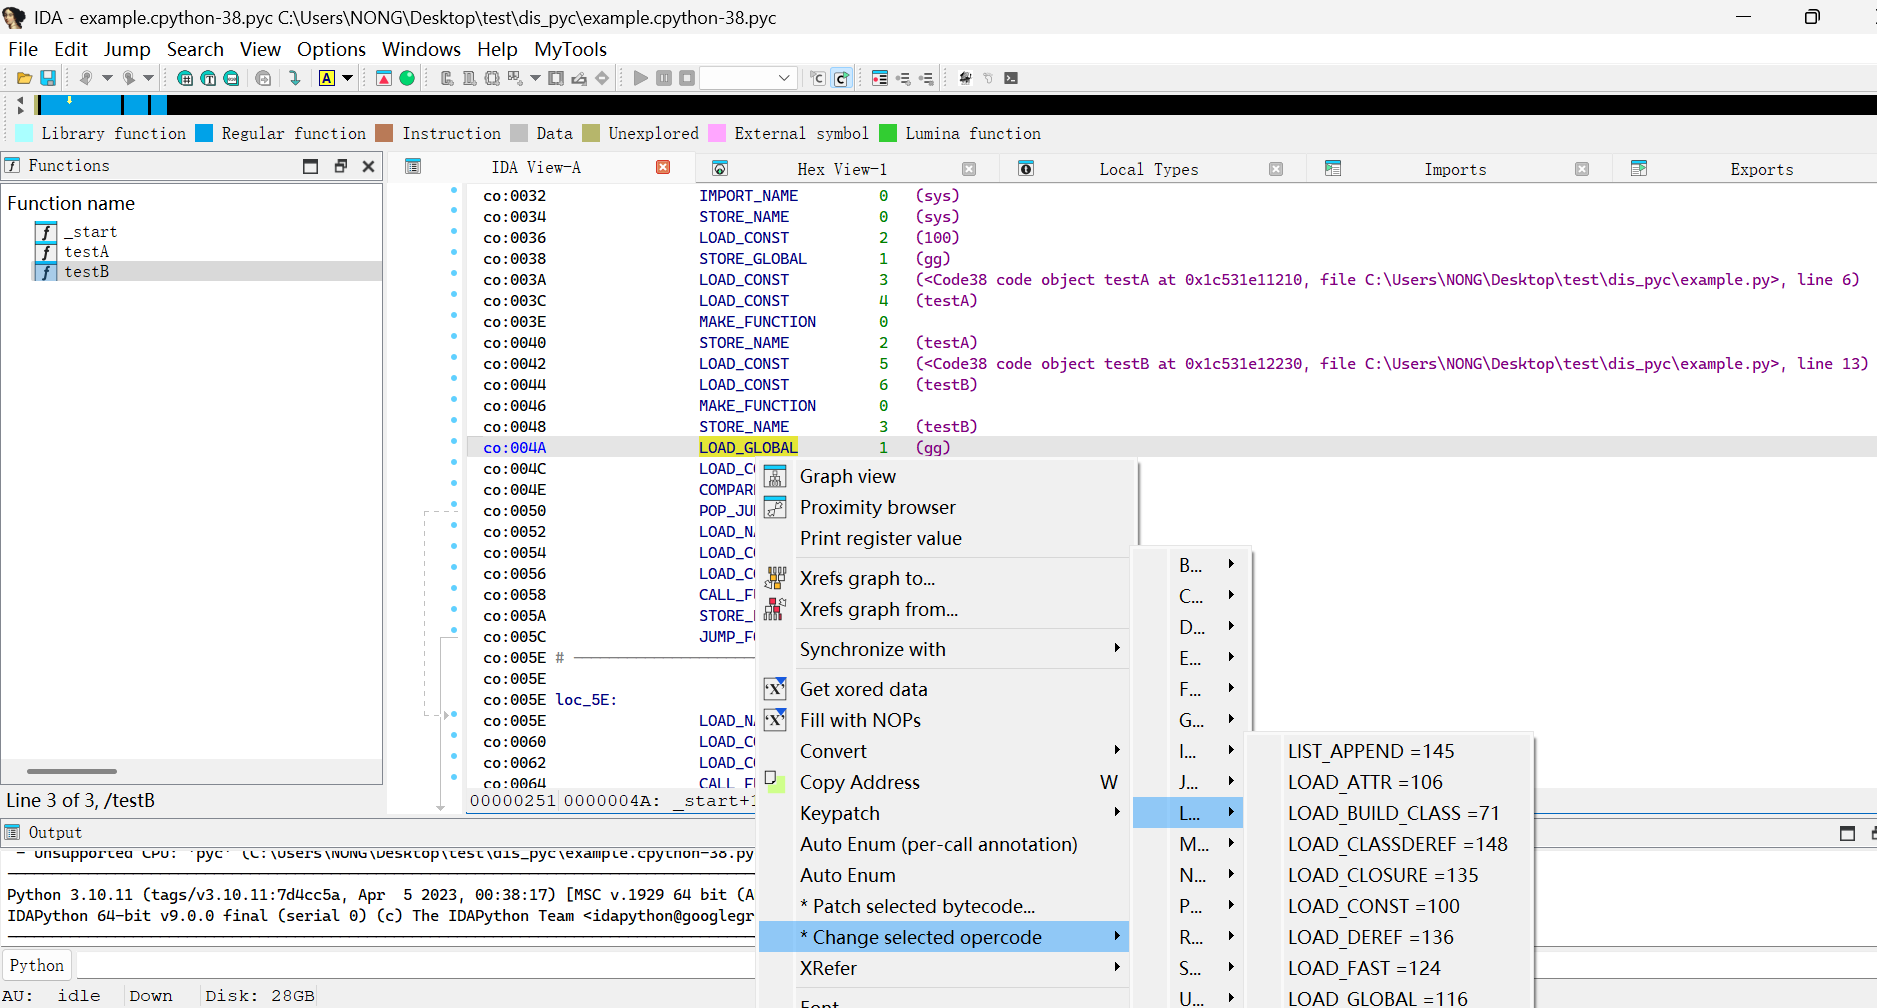 IDA - example.cpython-38.pyc C:\Users\NONG\Desktop\test\dis_pyc\example.cpython-38.pyc
File Edit Jump Search View Options Windows Help MyTools
Library function Regular function Instruction Data Unexplored External symbol Lumina function
Functions
IDA View-A Hex View-1 Local Types Imports Exports
Function name
_start
testA
testB
Line 3 of 3, /testB
co:0032 IMPORT_NAME 0 (sys)
co:0034 STORE_NAME 0 (sys)
co:0036 LOAD_CONST 2 (100)
co:0038 STORE_GLOBAL 1 (gg)
co:003A LOAD_CONST 3 (<Code38 code object testA at 0x1c531e11210, file C:\Users\NONG\Desktop\test\dis_pyc\example.py>, line 6)
co:003C LOAD_CONST 4 (testA)
co:003E MAKE_FUNCTION 0
co:0040 STORE_NAME 2 (testA)
co:0042 LOAD_CONST 5 (<Code38 code object testB at 0x1c531e12230, file C:\Users\NONG\Desktop\test\dis_pyc\example.py>, line 13)
co:0044 LOAD_CONST 6 (testB)
co:0046 MAKE_FUNCTION 0
co:0048 STORE_NAME 3 (testB)
co:004A LOAD_GLOBAL 1 (gg)
co:004C LOAD_CO
co:004E COMPAR
co:0050 POP_JU
co:0052 LOAD_N
co:0054 LOAD_CO
co:0056 LOAD_CO
co:0058 CALL_F
co:005A STORE_
co:005C JUMP_F
co:005E #
co:005E
co:005E loc_5E:
co:005E LOAD_N
co:0060 LOAD_C
co:0062 LOAD_C
co:0064 CALL_F
00000251 0000004A: _start+1
Graph view
Proximity browser
Print register value
Xrefs graph to...
Xrefs graph from...
Synchronize with
Get xored data
Fill with NOPs
Convert
Copy Address W
Keypatch
Auto Enum (per-call annotation)
Auto Enum
* Patch selected bytecode...
* Change selected opercode
XRefer
Font
B...
C...
D...
E...
F...
G...
I...
J...
L...
M...
N...
P...
R...
S...
U...
LIST_APPEND =145
LOAD_ATTR =106
LOAD_BUILD_CLASS =71
LOAD_CLASSDEREF =148
LOAD_CLOSURE =135
LOAD_CONST =100
LOAD_DEREF =136
LOAD_FAST =124
LOAD_GLOBAL =116
Output
- Unsupported CPU: 'pyc' (C:\Users\NONG\Desktop\test\dis_pyc\example.cpython-38.py
Python 3.10.11 (tags/v3.10.11:7d4cc5a, Apr 5 2023, 00:38:17) [MSC v.1929 64 bit (A
IDAPython 64-bit v9.0.0 final (serial 0) (c) The IDAPython Team <idapython@googlegr
Python
AU: idle Down Disk: 28GB